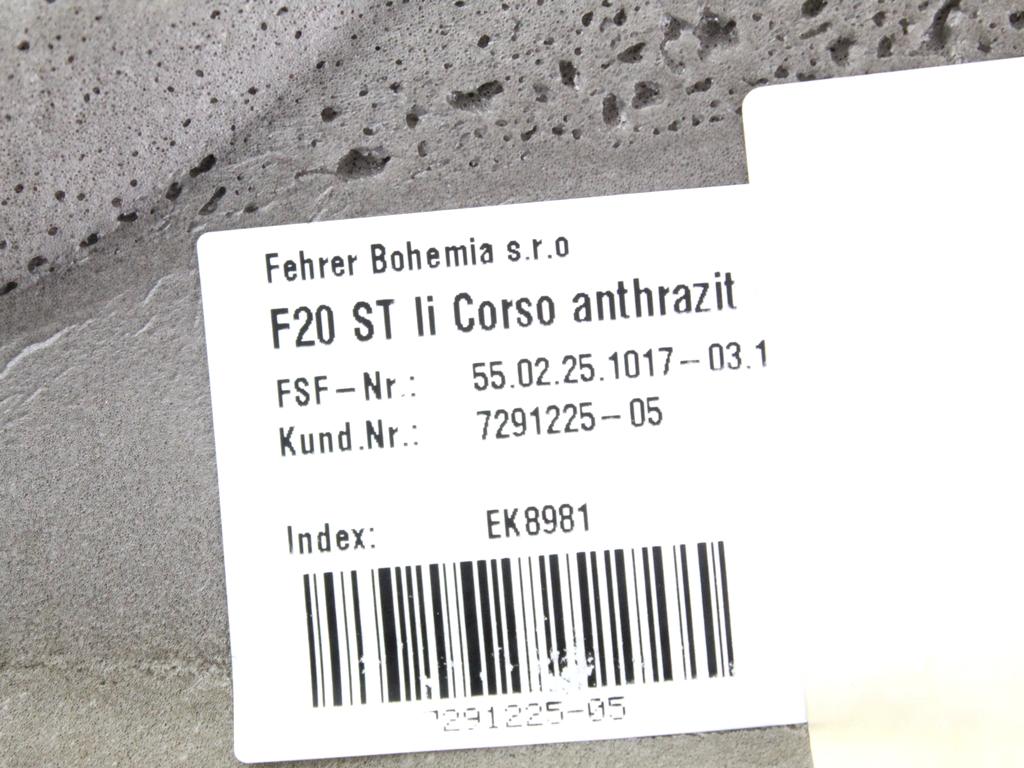 Fehrer Bohemia s.r.o
F20 ST li Corso anthrazit
FSF-Nr.: 55.02.25.1017-03.1
Kund.Nr.: 7291225-05
Index: EK8981
7291225-05